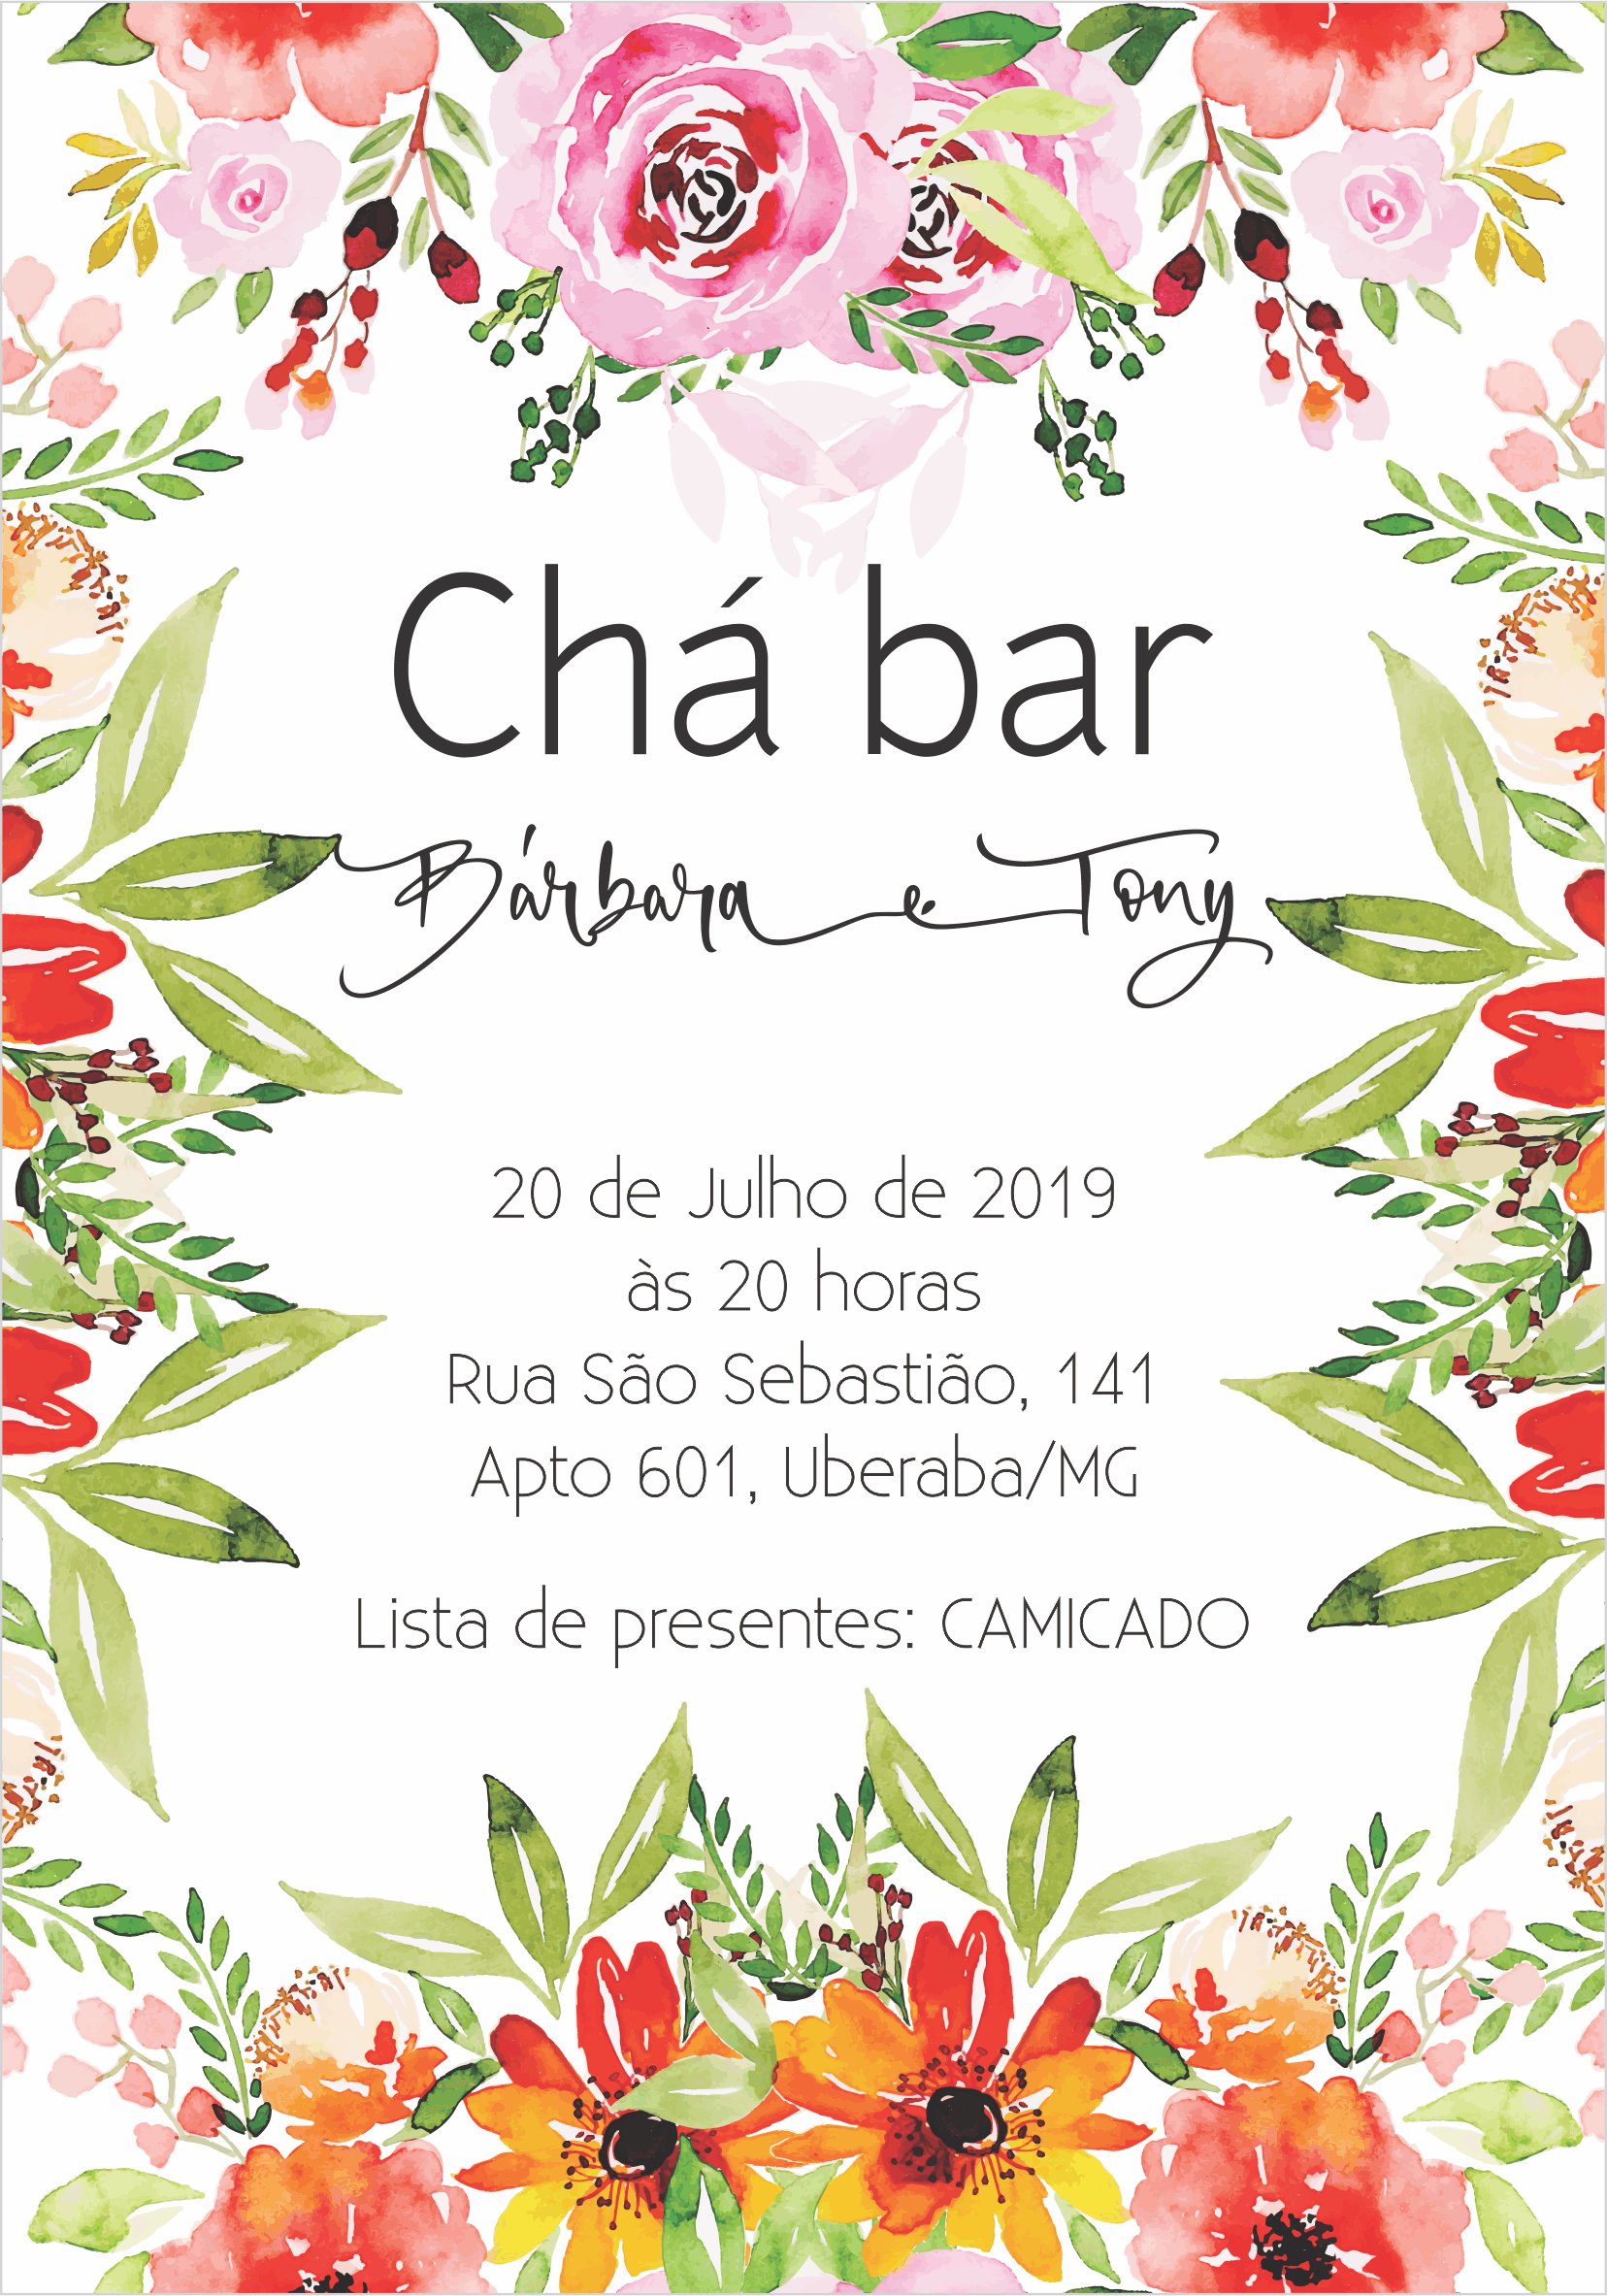 Chá bar
Bárbara e Tony
20 de Julho de 2019
às 20 horas
Rua São Sebastião, 141
Apto 601, Uberaba/MG
Lista de presentes: CAMICADO